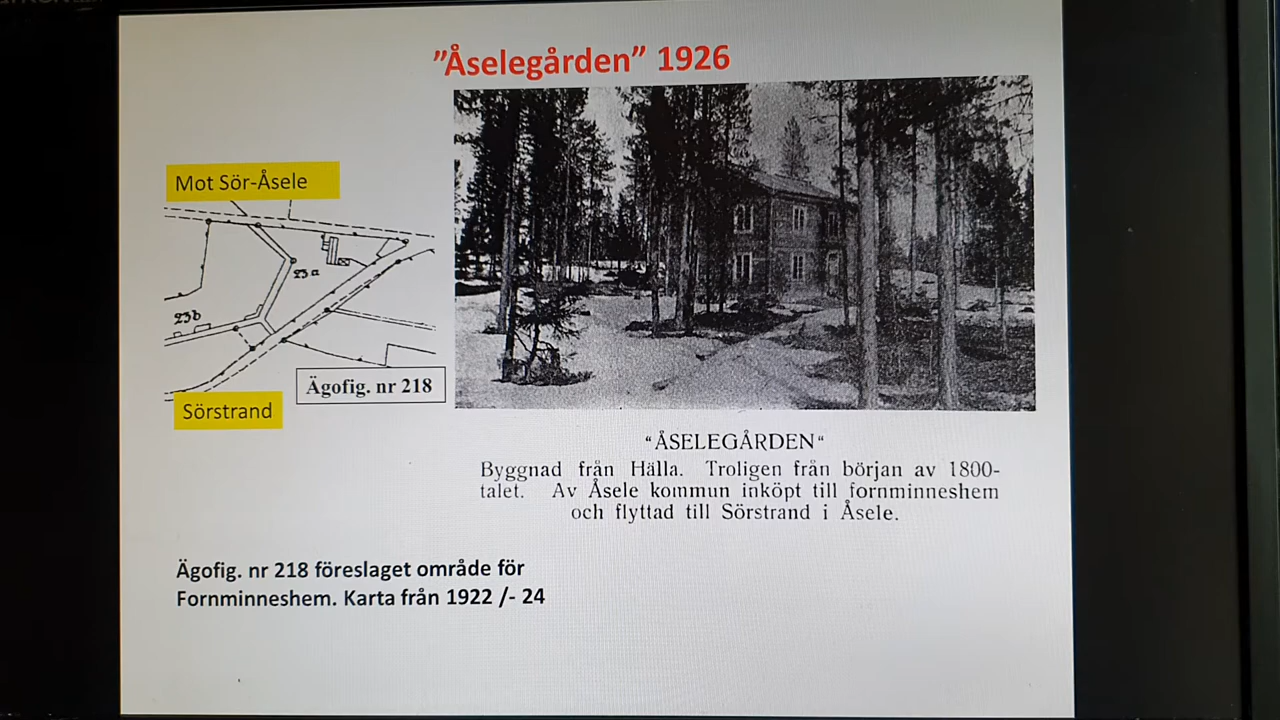 ”Åselegården” 1926
Mot Sör-Åsele
23a
23b
Ägofig. nr 218
Sörstrand
“ÅSELEGÅRDEN“
Byggnad från Hälla. Troligen från början av 1800-
talet. Av Åsele kommun inköpt till fornminneshem
och flyttad till Sörstrand i Åsele.
Ägofig. nr 218 föreslaget område för
Fornminneshem. Karta från 1922 /- 24